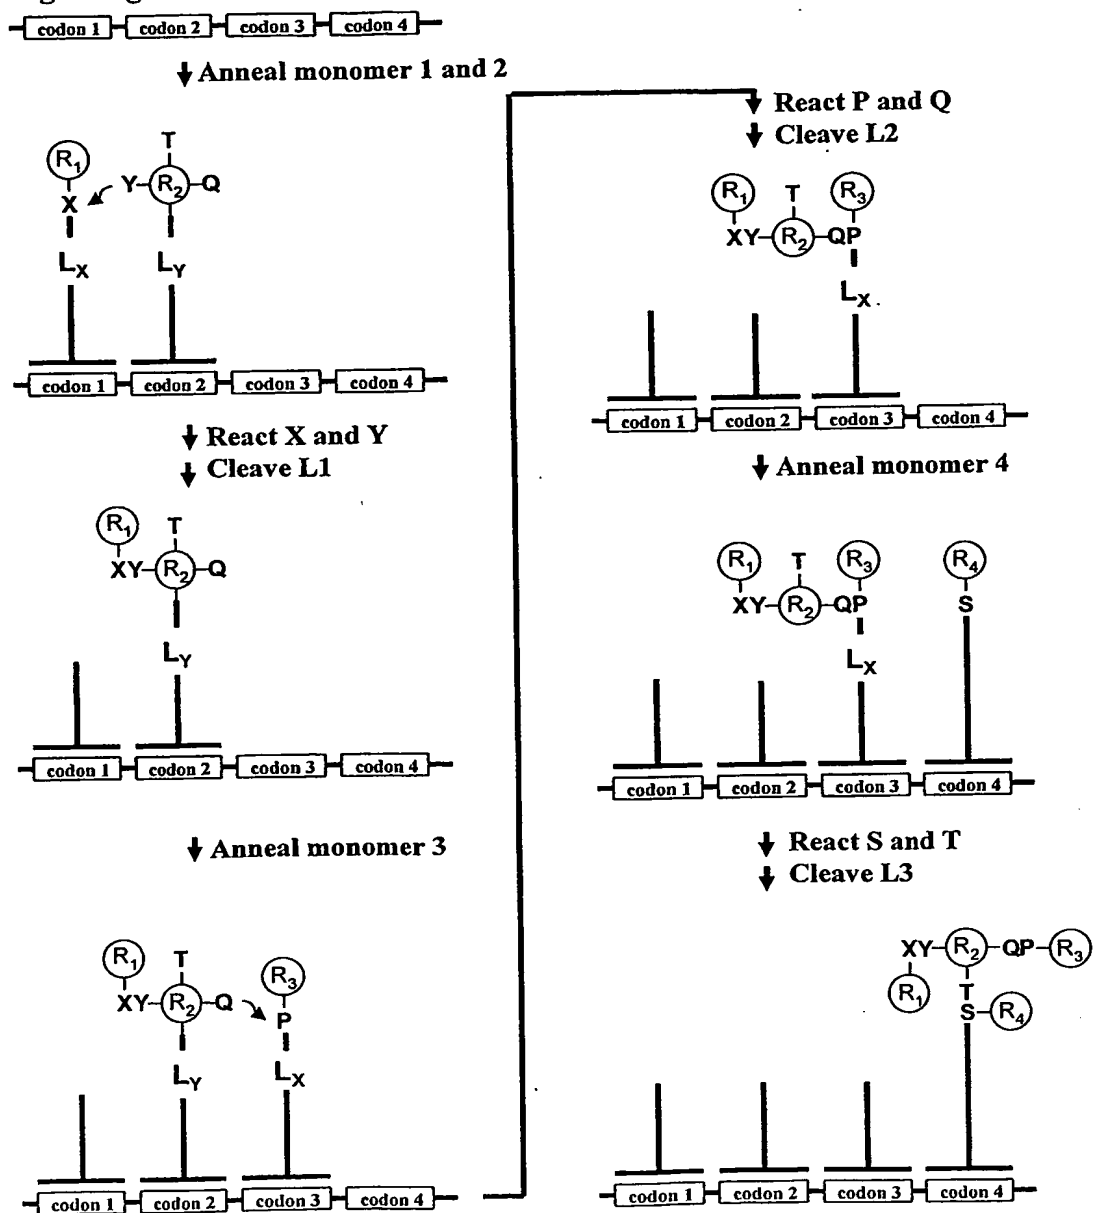 codon 1 codon 2 codon 3 codon 4
Anneal monomer 1 and 2
T
R1 Y R2 Q
X
LX LY
codon 1 codon 2 codon 3 codon 4
React X and Y
Cleave L1
R1 T
XY R2 Q
LY
codon 1 codon 2 codon 3 codon 4
Anneal monomer 3
R1 T R3
XY R2 Q P
LY LX
codon 1 codon 2 codon 3 codon 4
React P and Q
Cleave L2
R1 T R3
XY R2 QP
LX
codon 1 codon 2 codon 3 codon 4
Anneal monomer 4
R1 T R3 R4
XY R2 QP S
LX
codon 1 codon 2 codon 3 codon 4
React S and T
Cleave L3
XY R2 QP R3
R1 T
S R4
codon 1 codon 2 codon 3 codon 4